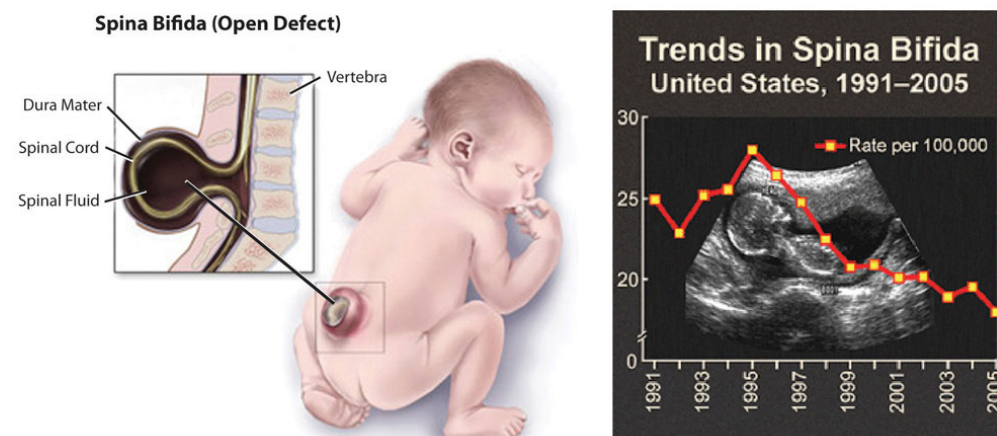 Spina Bifida (Open Defect)
Vertebra
Dura Mater
Spinal Cord
Spinal Fluid
Trends in Spina Bifida
United States, 1991–2005
30
Rate per 100,000
25
20
0
1991
1993
1995
1997
1999
2001
2003
2005